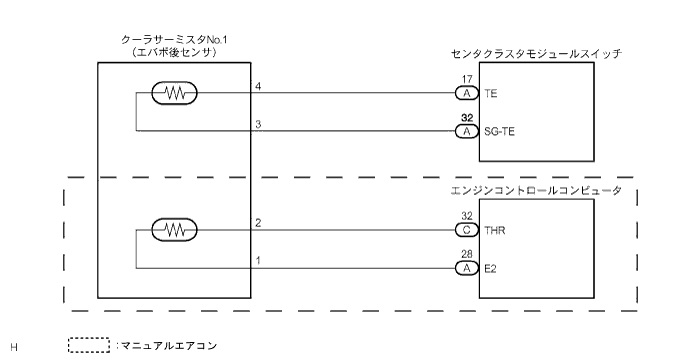 クーラサーミスタNo.1
(エバポ後センサ)
センタクラスタモジュールスイッチ
4
17
A
TE
3
32
A
SG-TE
エンジンコントロールコンピュータ
2
32
C
THR
1
28
A
E2
H
:マニュアルエアコン